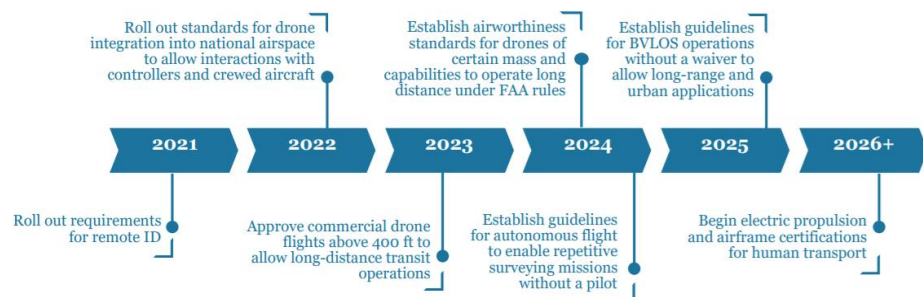 Roll out standards for drone
integration into national airspace
to allow interactions with
controllers and crewed aircraft
Establish airworthiness
standards for drones of
certain mass and
capabilities to operate long
distance under FAA rules
Establish guidelines
for BVLOS operations
without a waiver to
allow long-range and
urban applications
2021
2022
2023
2024
2025
2026+
Roll out requirements
for remote ID
Approve commercial drone
flights above 400 ft to
allow long-distance transit
operations
Establish guidelines
for autonomous flight
to enable repetitive
surveying missions
without a pilot
Begin electric propulsion
and airframe certifications
for human transport